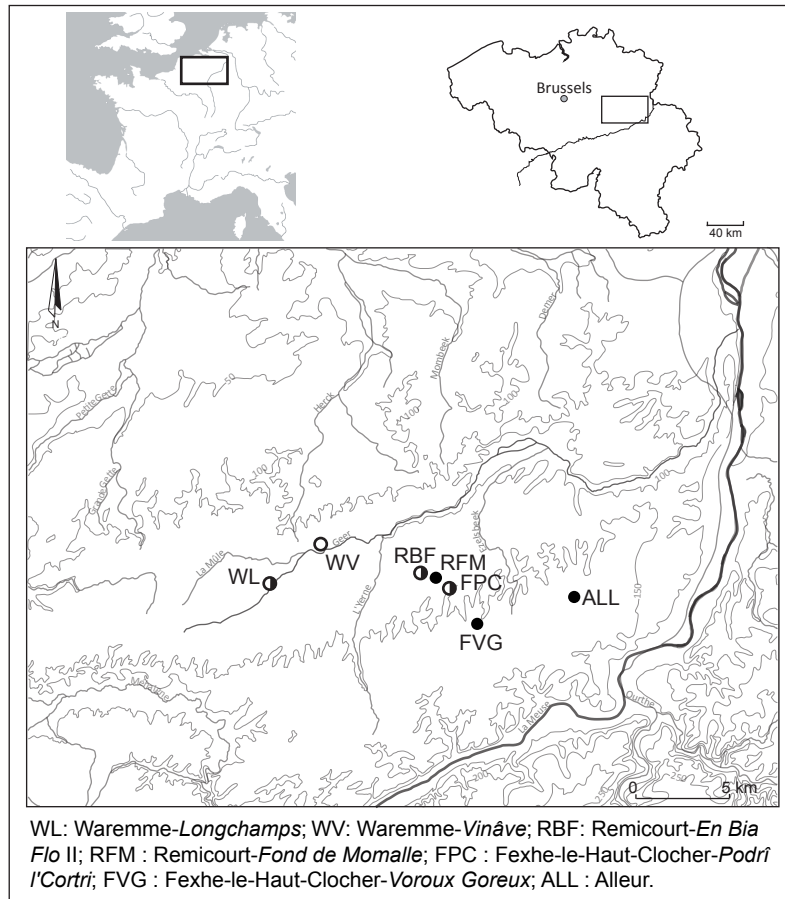 Brussels
40 km
N
50
100
100
100
100
100
150
200
250
Petite Gette
Grande Gette
Herck
Mombeek
Demer
La Mûle
Geer
L'Yerne
Mehaigne
La Meuse
Ourthe
WL
WV
RBF
RFM
FPC
FVG
ALL
0 5 km
WL: Waremme-Longchamps; WV: Waremme-Vinâve; RBF: Remicourt-En Bia
Flo II; RFM : Remicourt-Fond de Momalle; FPC : Fexhe-le-Haut-Clocher-Podrî
l'Cortri; FVG : Fexhe-le-Haut-Clocher-Voroux Goreux; ALL : Alleur.